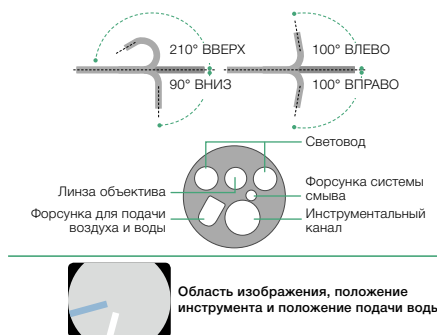 210° ВВЕРХ
100° ВЛЕВО
90° ВНИЗ
100° ВПРАВО
Световод
Линза объектива
Форсунка системы
смыва
Форсунка для подачи
воздуха и воды
Инструментальный
канал
Область изображения, положение
инструмента и положение подачи воды